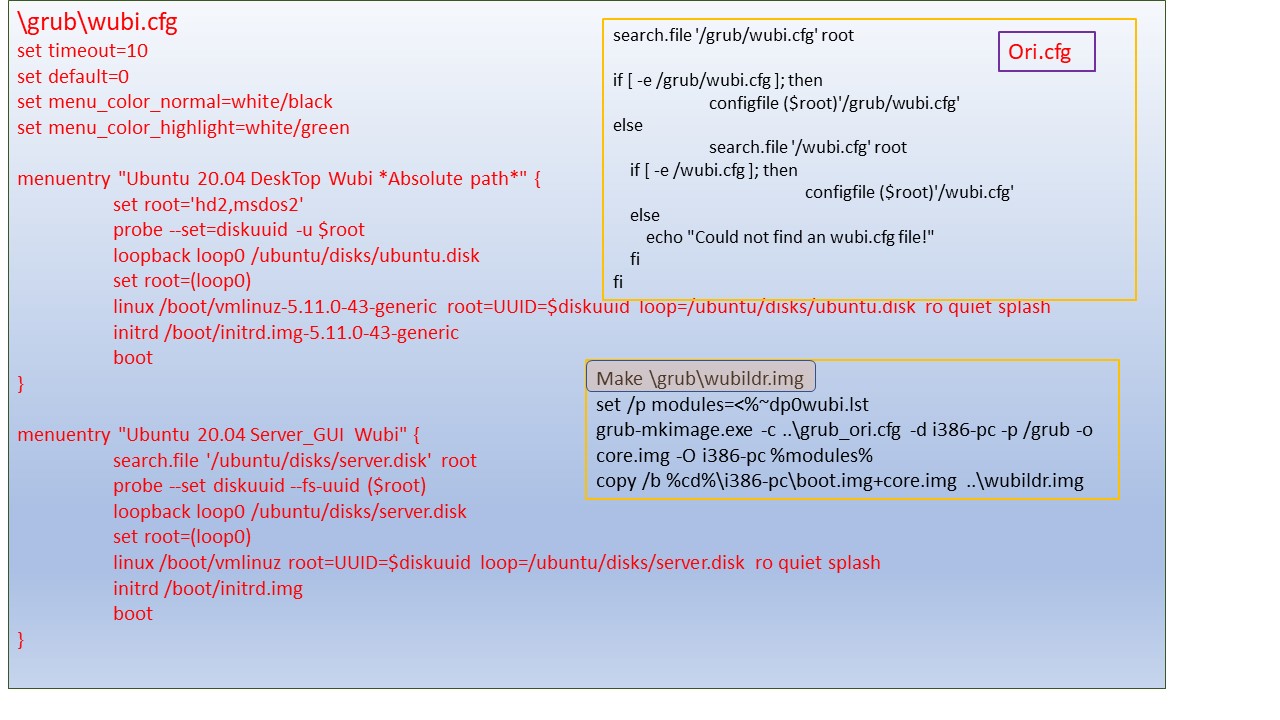 \grub\wubi.cfg
set timeout=10
set default=0
set menu_color_normal=white/black
set menu_color_highlight=white/green
menuentry "Ubuntu 20.04 DeskTop Wubi *Absolute path*" {
set root='hd2,msdos2'
probe --set=diskuuid -u $root
loopback loop0 /ubuntu/disks/ubuntu.disk
set root=(loop0)
linux /boot/vmlinuz-5.11.0-43-generic root=UUID=$diskuuid loop=/ubuntu/disks/ubuntu.disk ro quiet splash
initrd /boot/initrd.img-5.11.0-43-generic
boot
}
menuentry "Ubuntu 20.04 Server_GUI Wubi" {
search.file '/ubuntu/disks/server.disk' root
probe --set diskuuid --fs-uuid ($root)
loopback loop0 /ubuntu/disks/server.disk
set root=(loop0)
linux /boot/vmlinuz root=UUID=$diskuuid loop=/ubuntu/disks/server.disk ro quiet splash
initrd /boot/initrd.img
boot
}
Ori.cfg
search.file '/grub/wubi.cfg' root
if [ -e /grub/wubi.cfg ]; then
configfile ($root)'/grub/wubi.cfg'
else
search.file '/wubi.cfg' root
if [ -e /wubi.cfg ]; then
configfile ($root)'/wubi.cfg'
else
echo "Could not find an wubi.cfg file!"
fi
fi
Make \grub\wubildr.img
set /p modules=<%~dp0wubi.lst
grub-mkimage.exe -c ..\grub_ori.cfg -d i386-pc -p /grub -o
core.img -O i386-pc %modules%
copy /b %cd%\i386-pc\boot.img+core.img ..\wubildr.img